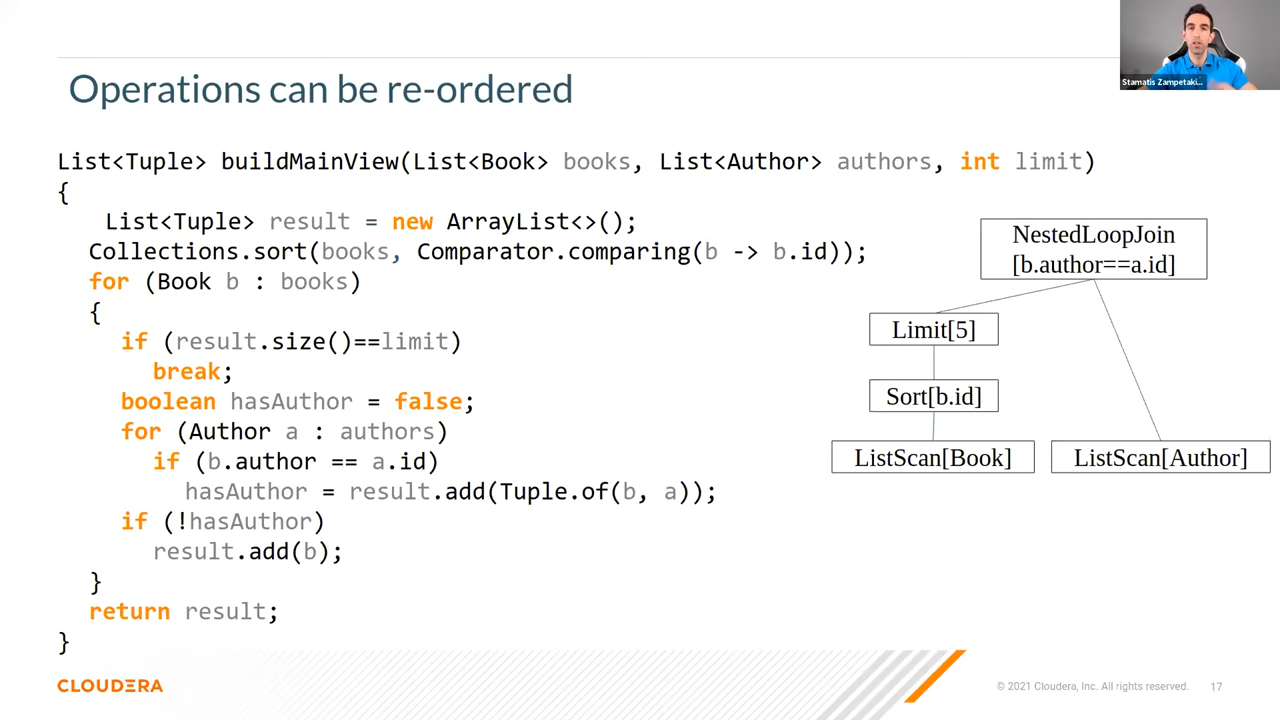 Stamatis Zampetaki...
Operations can be re-ordered
List<Tuple> buildMainView(List<Book> books, List<Author> authors, int limit)
{
List<Tuple> result = new ArrayList<>();
Collections.sort(books, Comparator.comparing(b -> b.id));
for (Book b : books)
{
if (result.size()==limit)
break;
boolean hasAuthor = false;
for (Author a : authors)
if (b.author == a.id)
hasAuthor = result.add(Tuple.of(b, a));
if (!hasAuthor)
result.add(b);
}
return result;
}
NestedLoopJoin
[b.author==a.id]
Limit[5]
Sort[b.id]
ListScan[Book]
ListScan[Author]
CLOUDERA
© 2021 Cloudera, Inc. All rights reserved.
17